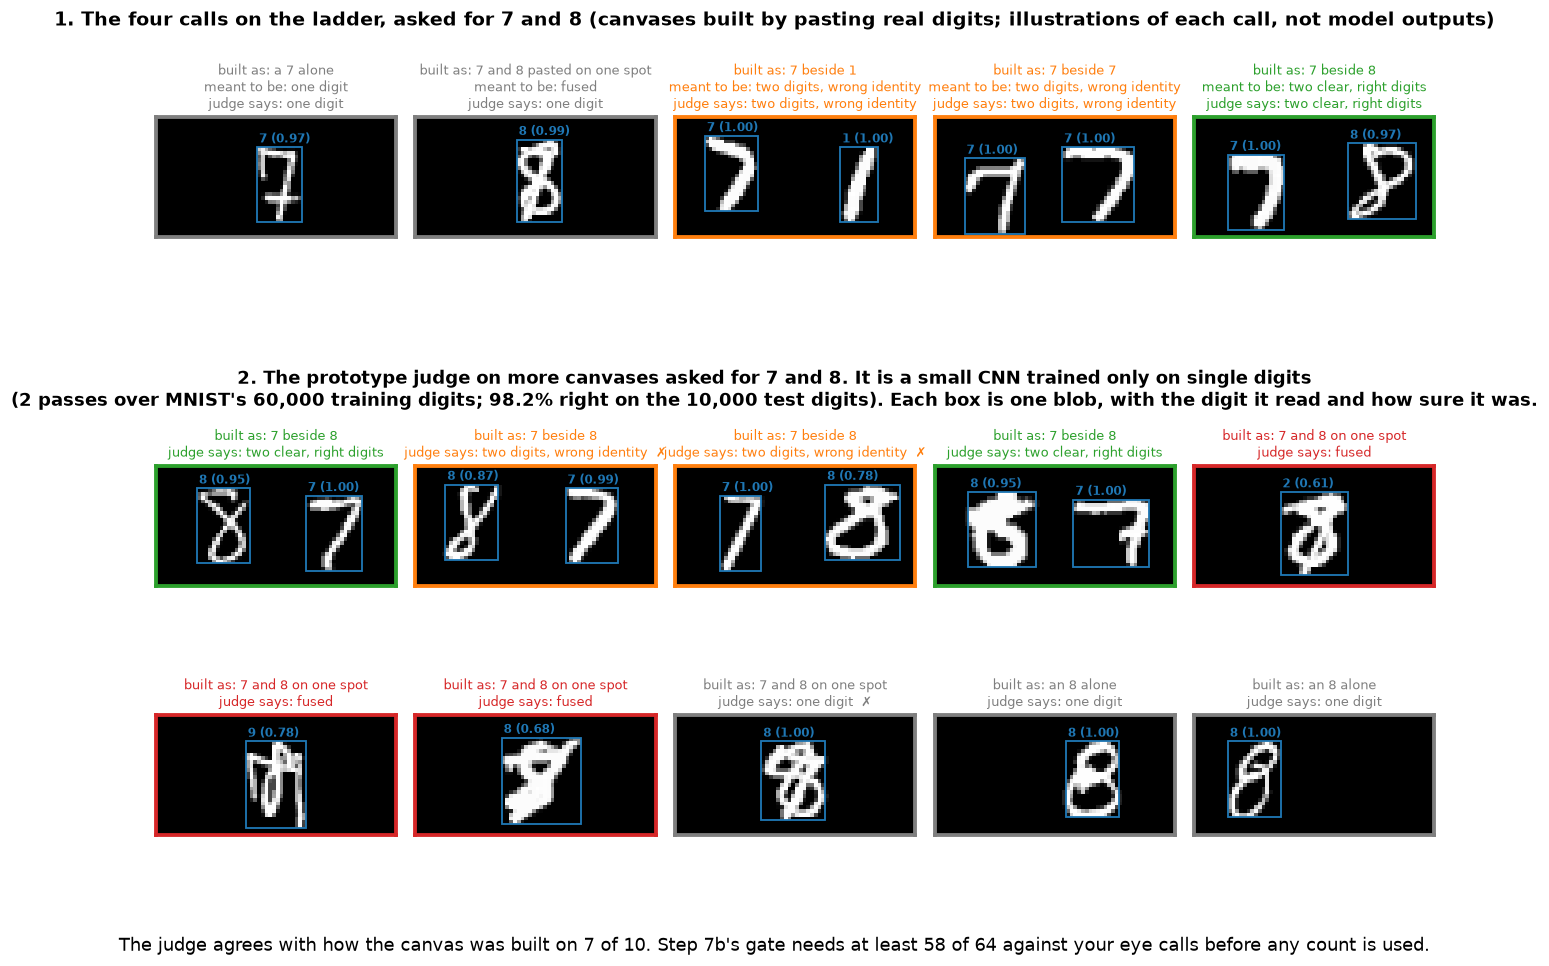 1. The four calls on the ladder, asked for 7 and 8 (canvases built by pasting real digits; illustrations of each call, not model outputs)
built as: a 7 alone
meant to be: one digit
judge says: one digit
7 (0.97)
built as: 7 and 8 pasted on one spot
meant to be: fused
judge says: one digit
8 (0.99)
built as: 7 beside 1
meant to be: two digits, wrong identity
judge says: two digits, wrong identity
7 (1.00)
1 (1.00)
built as: 7 beside 7
meant to be: two digits, wrong identity
judge says: two digits, wrong identity
7 (1.00)
7 (1.00)
built as: 7 beside 8
meant to be: two clear, right digits
judge says: two clear, right digits
7 (1.00)
8 (0.97)
2. The prototype judge on more canvases asked for 7 and 8. It is a small CNN trained only on single digits
(2 passes over MNIST's 60,000 training digits; 98.2% right on the 10,000 test digits). Each box is one blob, with the digit it read and how sure it was.
built as: 7 beside 8
judge says: two clear, right digits
8 (0.95)
7 (1.00)
built as: 7 beside 8
judge says: two digits, wrong identity ✗
8 (0.87)
7 (0.99)
built as: 7 beside 8
judge says: two digits, wrong identity ✗
7 (1.00)
8 (0.78)
built as: 7 beside 8
judge says: two clear, right digits
8 (0.95)
7 (1.00)
built as: 7 and 8 on one spot
judge says: fused
2 (0.61)
built as: 7 and 8 on one spot
judge says: fused
9 (0.78)
built as: 7 and 8 on one spot
judge says: fused
8 (0.68)
built as: 7 and 8 on one spot
judge says: one digit ✗
8 (1.00)
built as: an 8 alone
judge says: one digit
8 (1.00)
built as: an 8 alone
judge says: one digit
8 (1.00)
The judge agrees with how the canvas was built on 7 of 10. Step 7b's gate needs at least 58 of 64 against your eye calls before any count is used.